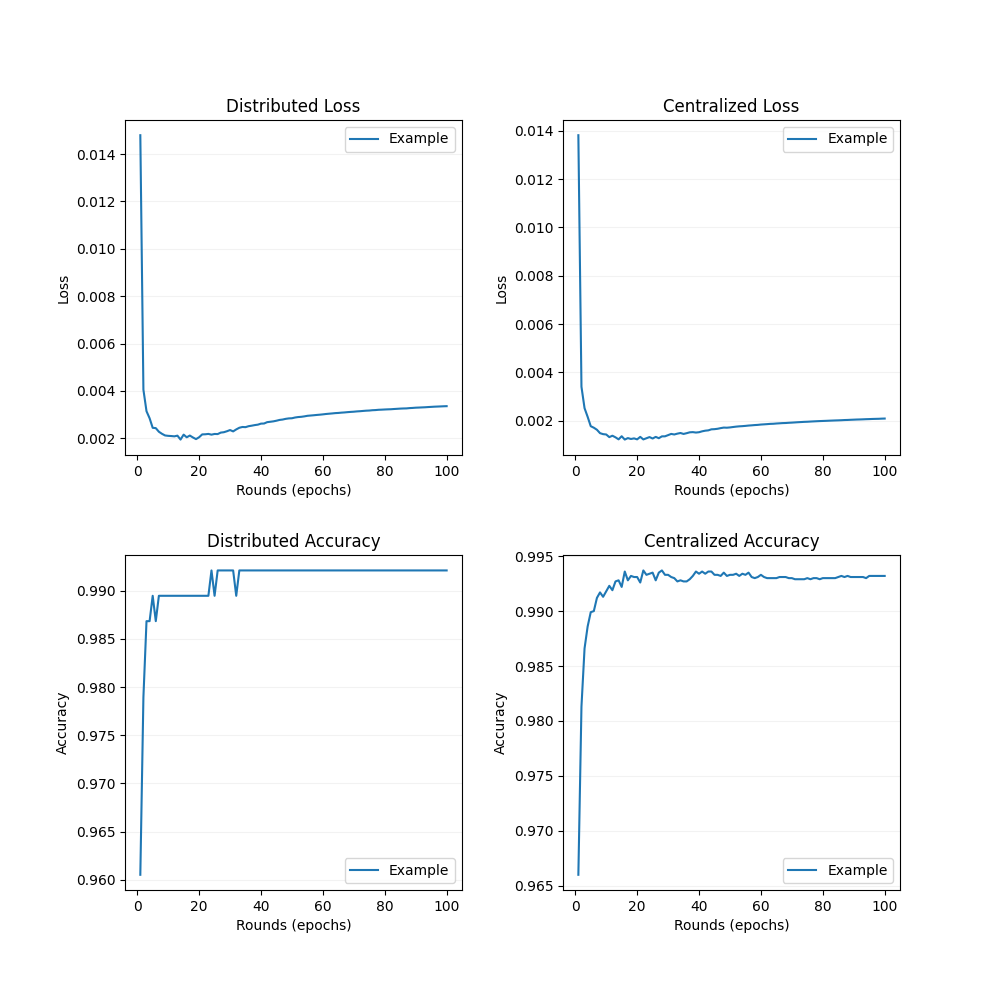 Distributed Loss
Example
0.014
0.012
0.010
0.008
0.006
0.004
0.002
Loss
0 20 40 60 80 100
Rounds (epochs)
Centralized Loss
Example
0.014
0.012
0.010
0.008
0.006
0.004
0.002
Loss
0 20 40 60 80 100
Rounds (epochs)
Distributed Accuracy
0.990
0.985
0.980
0.975
0.970
0.965
0.960
Accuracy
Example
0 20 40 60 80 100
Rounds (epochs)
Centralized Accuracy
0.995
0.990
0.985
0.980
0.975
0.970
0.965
Accuracy
Example
0 20 40 60 80 100
Rounds (epochs)